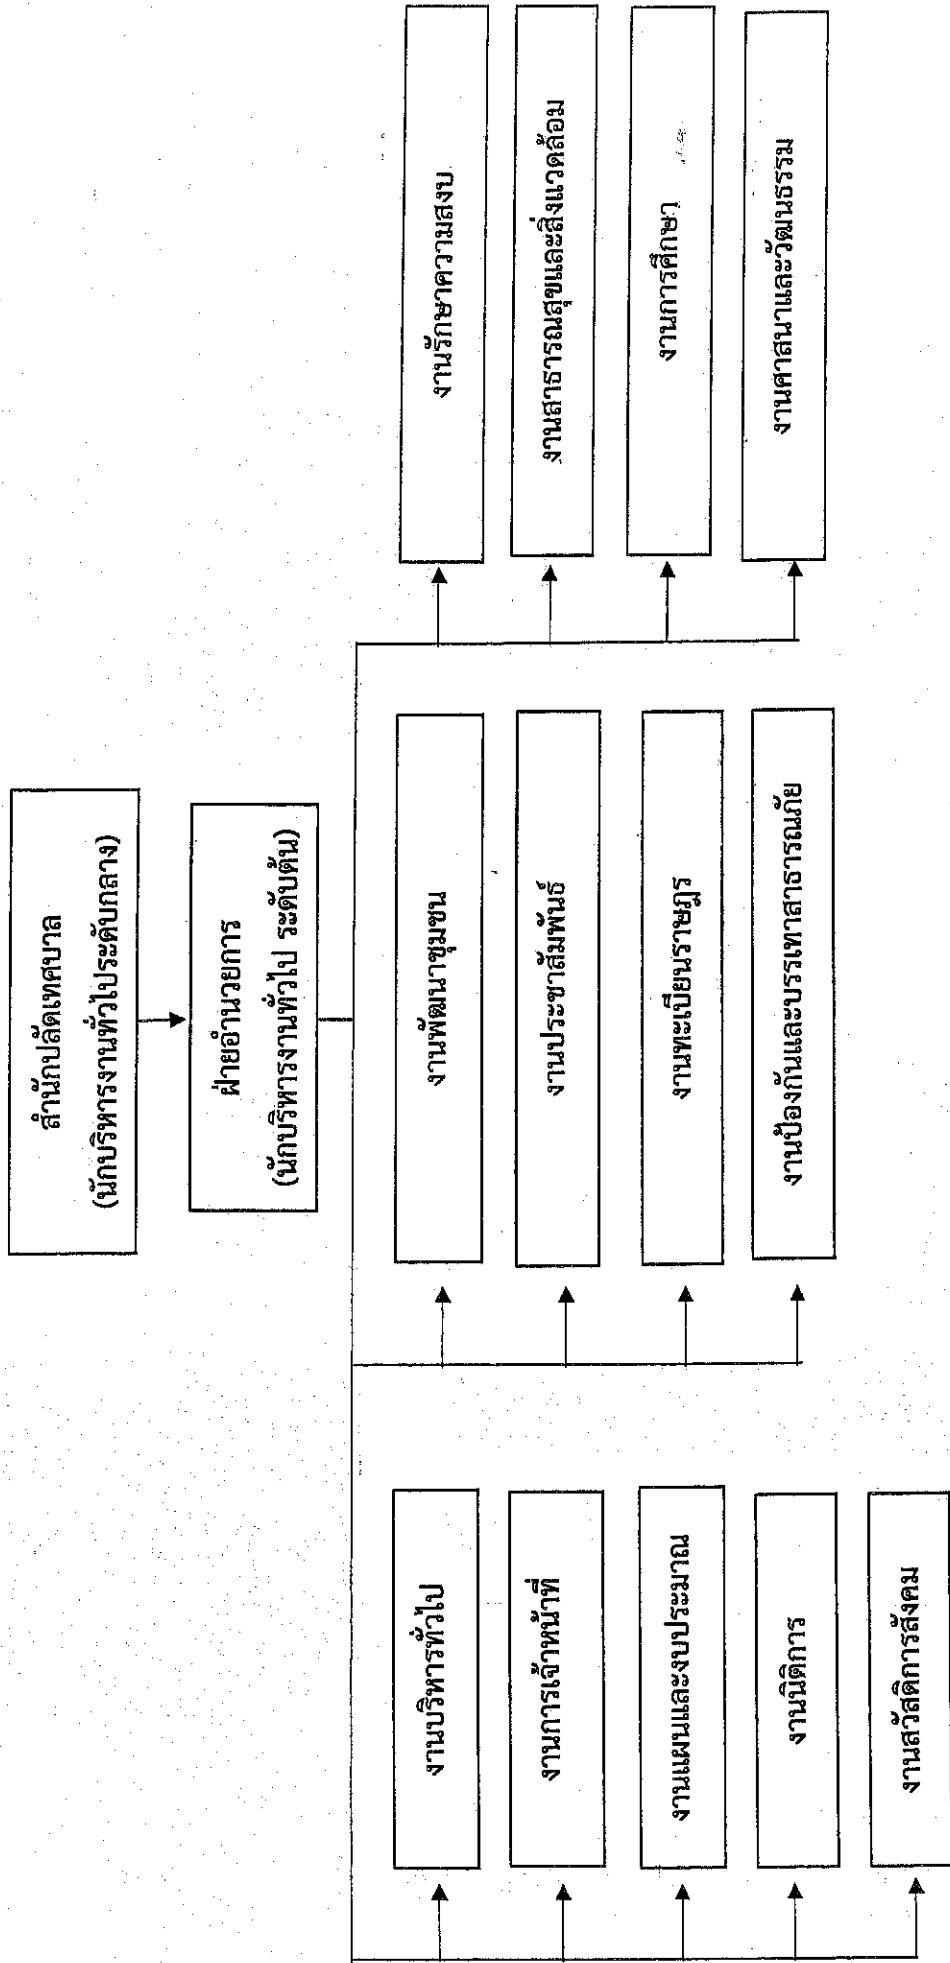 สำนักปลัดเทศบาล
(นักบริหารงานทั่วไประดับกลาง)
ฝ่ายอำนวยการ
(นักบริหารงานทั่วไป ระดับต้น)
งานบริหารทั่วไป
งานการเจ้าหน้าที่
งานแผนและงบประมาณ
งานนิติการ
งานสวัสดิการสังคม
งานพัฒนาชุมชน
งานประชาสัมพันธ์
งานทะเบียนราษฎร
งานป้องกันและบรรเทาสาธารณภัย
งานรักษาความสงบ
งานสาธารณสุขและสิ่งแวดล้อม
งานการศึกษา
งานศาสนาและวัฒนธรรม